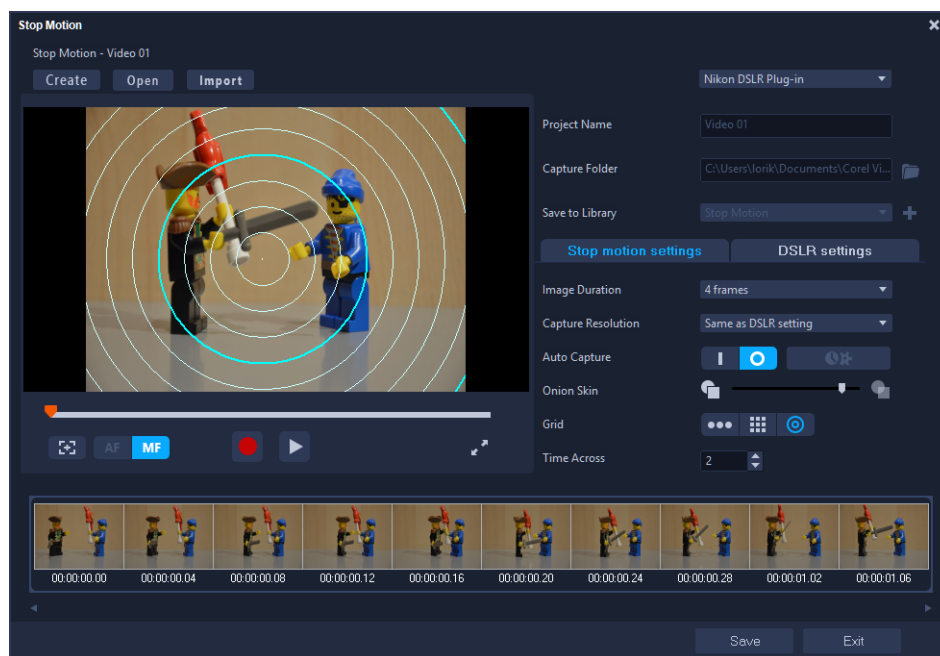 Stop Motion
Stop Motion - Video 01
Create Open Import
Nikon DSLR Plug-in
Project Name Video 01
Capture Folder C:\Users\lorik\Documents\Corel Vi...
Save to Library Stop Motion
Stop motion settings DSLR settings
Image Duration 4 frames
Capture Resolution Same as DSLR setting
Auto Capture
Onion Skin
Grid
Time Across 2
AF MF
00:00:00.00 00:00:00.04 00:00:00.08 00:00:00.12 00:00:00.16 00:00:00.20 00:00:00.24 00:00:00.28 00:00:01.02 00:00:01.06
Save Exit